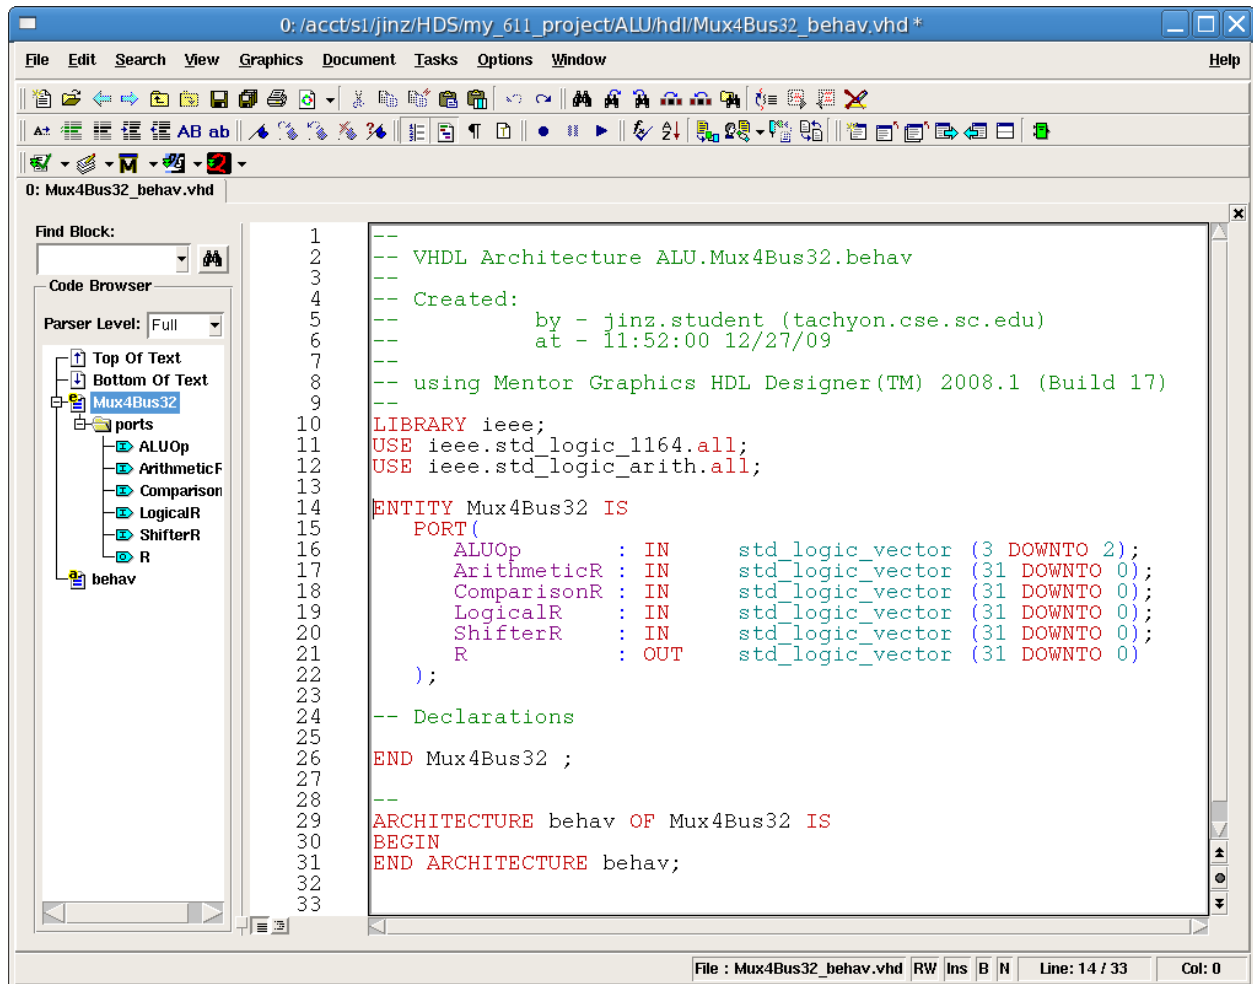 0: /acct/s1/jinz/HDS/my_611_project/ALU/hdl/Mux4Bus32_behav.vhd *
File Edit Search View Graphics Document Tasks Options Window Help
AB ab
0: Mux4Bus32_behav.vhd
Find Block:
Code Browser
Parser Level: Full
Top Of Text
Bottom Of Text
Mux4Bus32
ports
ALUOp
ArithmeticR
Comparison
LogicalR
ShifterR
R
behav
1 --
2 -- VHDL Architecture ALU.Mux4Bus32.behav
3 --
4 -- Created:
5 --          by - jinz.student (tachyon.cse.sc.edu)
6 --          at - 11:52:00 12/27/09
7 --
8 -- using Mentor Graphics HDL Designer(TM) 2008.1 (Build 17)
9 --
10 LIBRARY ieee;
11 USE ieee.std_logic_1164.all;
12 USE ieee.std_logic_arith.all;
13
14 ENTITY Mux4Bus32 IS
15    PORT(
16       ALUOp       : IN     std_logic_vector (3 DOWNTO 2);
17       ArithmeticR : IN     std_logic_vector (31 DOWNTO 0);
18       ComparisonR : IN     std_logic_vector (31 DOWNTO 0);
19       LogicalR    : IN     std_logic_vector (31 DOWNTO 0);
20       ShifterR    : IN     std_logic_vector (31 DOWNTO 0);
21       R           : OUT    std_logic_vector (31 DOWNTO 0)
22    );
23
24 -- Declarations
25
26 END Mux4Bus32 ;
27
28 --
29 ARCHITECTURE behav OF Mux4Bus32 IS
30 BEGIN
31 END ARCHITECTURE behav;
32
33
File : Mux4Bus32_behav.vhd RW Ins B N Line: 14 / 33 Col: 0